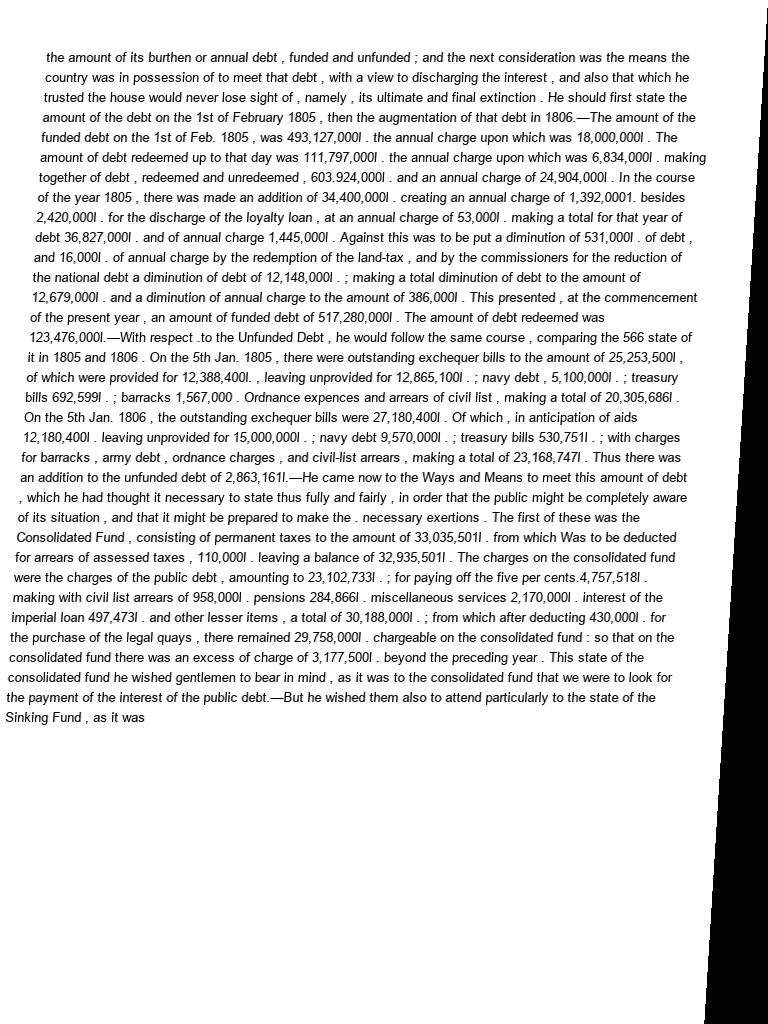 the amount of its burthen or annual debt , funded and unfunded ; and the next consideration was the means the
country was in possession of to meet that debt , with a view to discharging the interest , and also that which he
trusted the house would never lose sight of , namely , its ultimate and final extinction . He should first state the
amount of the debt on the 1st of February 1805 , then the augmentation of that debt in 1806.—The amount of the
funded debt on the 1st of Feb. 1805 , was 493,127,000l . the annual charge upon which was 18,000,000l . The
amount of debt redeemed up to that day was 111,797,000l . the annual charge upon which was 6,834,000l . making
together of debt , redeemed and unredeemed , 603.924,000l . and an annual charge of 24,904,000l . In the course
of the year 1805 , there was made an addition of 34,400,000l . creating an annual charge of 1,392,0001. besides
2,420,000l . for the discharge of the loyalty loan , at an annual charge of 53,000l . making a total for that year of
debt 36,827,000l . and of annual charge 1,445,000l . Against this was to be put a diminution of 531,000l . of debt ,
and 16,000l . of annual charge by the redemption of the land-tax , and by the commissioners for the reduction of
the national debt a diminution of debt of 12,148,000l . ; making a total diminution of debt to the amount of
12,679,000l . and a diminution of annual charge to the amount of 386,000l . This presented , at the commencement
of the present year , an amount of funded debt of 517,280,000l . The amount of debt redeemed was
123,476,000l.—With respect .to the Unfunded Debt , he would follow the same course , comparing the 566 state of
it in 1805 and 1806 . On the 5th Jan. 1805 , there were outstanding exchequer bills to the amount of 25,253,500l ,
of which were provided for 12,388,400l. , leaving unprovided for 12,865,100l . ; navy debt , 5,100,000l . ; treasury
bills 692,599l . ; barracks 1,567,000 . Ordnance expences and arrears of civil list , making a total of 20,305,686l .
On the 5th Jan. 1806 , the outstanding exchequer bills were 27,180,400l . Of which , in anticipation of aids
12,180,400l . leaving unprovided for 15,000,000l . ; navy debt 9,570,000l . ; treasury bills 530,751l . ; with charges
for barracks , army debt , ordnance charges , and civil-list arrears , making a total of 23,168,747l . Thus there was
an addition to the unfunded debt of 2,863,161l.—He came now to the Ways and Means to meet this amount of debt
, which he had thought it necessary to state thus fully and fairly , in order that the public might be completely aware
of its situation , and that it might be prepared to make the . necessary exertions . The first of these was the
Consolidated Fund , consisting of permanent taxes to the amount of 33,035,501l . from which Was to be deducted
for arrears of assessed taxes , 110,000l . leaving a balance of 32,935,501l . The charges on the consolidated fund
were the charges of the public debt , amounting to 23,102,733l . ; for paying off the five per cents.4,757,518l .
making with civil list arrears of 958,000l . pensions 284,866l . miscellaneous services 2,170,000l . interest of the
imperial loan 497,473l . and other lesser items , a total of 30,188,000l . ; from which after deducting 430,000l . for
the purchase of the legal quays , there remained 29,758,000l . chargeable on the consolidated fund : so that on the
consolidated fund there was an excess of charge of 3,177,500l . beyond the preceding year . This state of the
consolidated fund he wished gentlemen to bear in mind , as it was to the consolidated fund that we were to look for
the payment of the interest of the public debt.—But he wished them also to attend particularly to the state of the
Sinking Fund , as it was